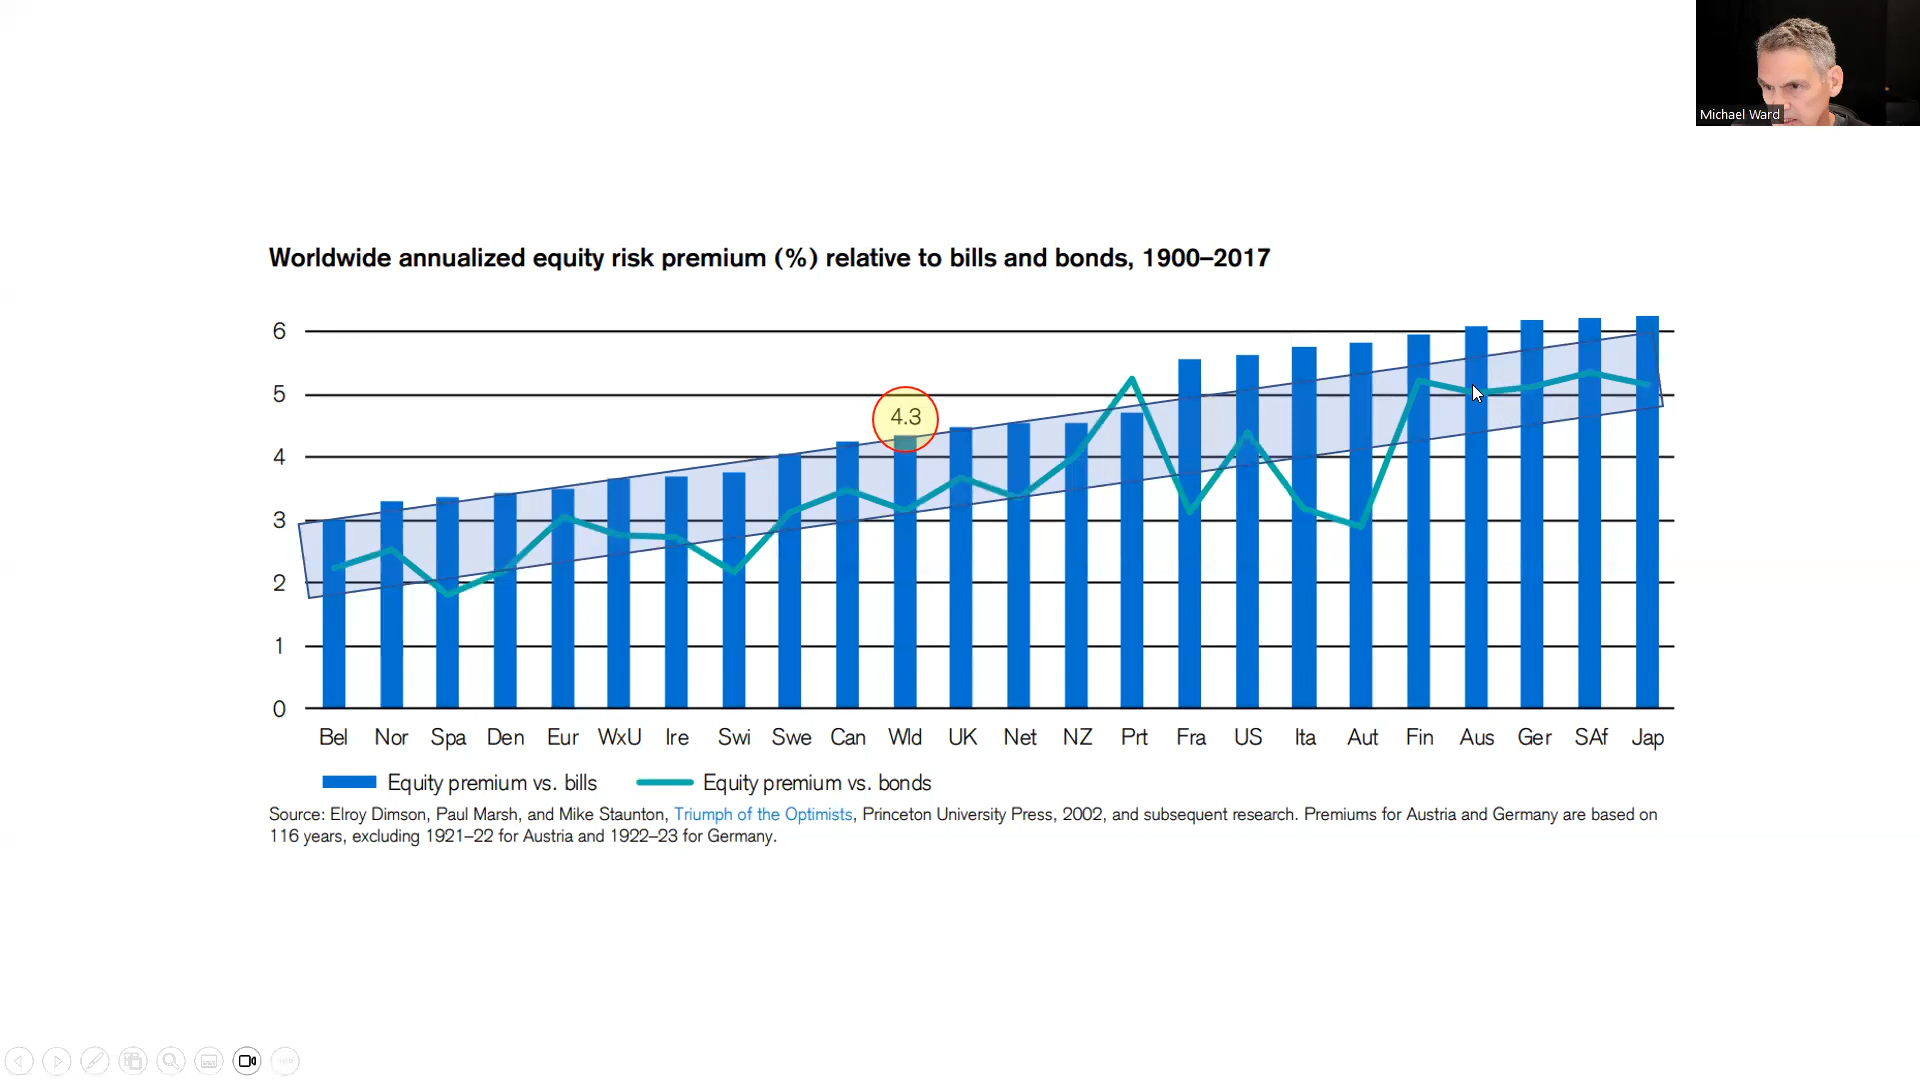 Michael Ward
Worldwide annualized equity risk premium (%) relative to bills and bonds, 1900–2017
6
5
4.3
4
3
2
1
0
Bel Nor Spa Den Eur WxU Ire Swi Swe Can Wld UK Net NZ Prt Fra US Ita Aut Fin Aus Ger SAf Jap
Equity premium vs. bills Equity premium vs. bonds
Source: Elroy Dimson, Paul Marsh, and Mike Staunton, Triumph of the Optimists, Princeton University Press, 2002, and subsequent research. Premiums for Austria and Germany are based on
116 years, excluding 1921–22 for Austria and 1922–23 for Germany.